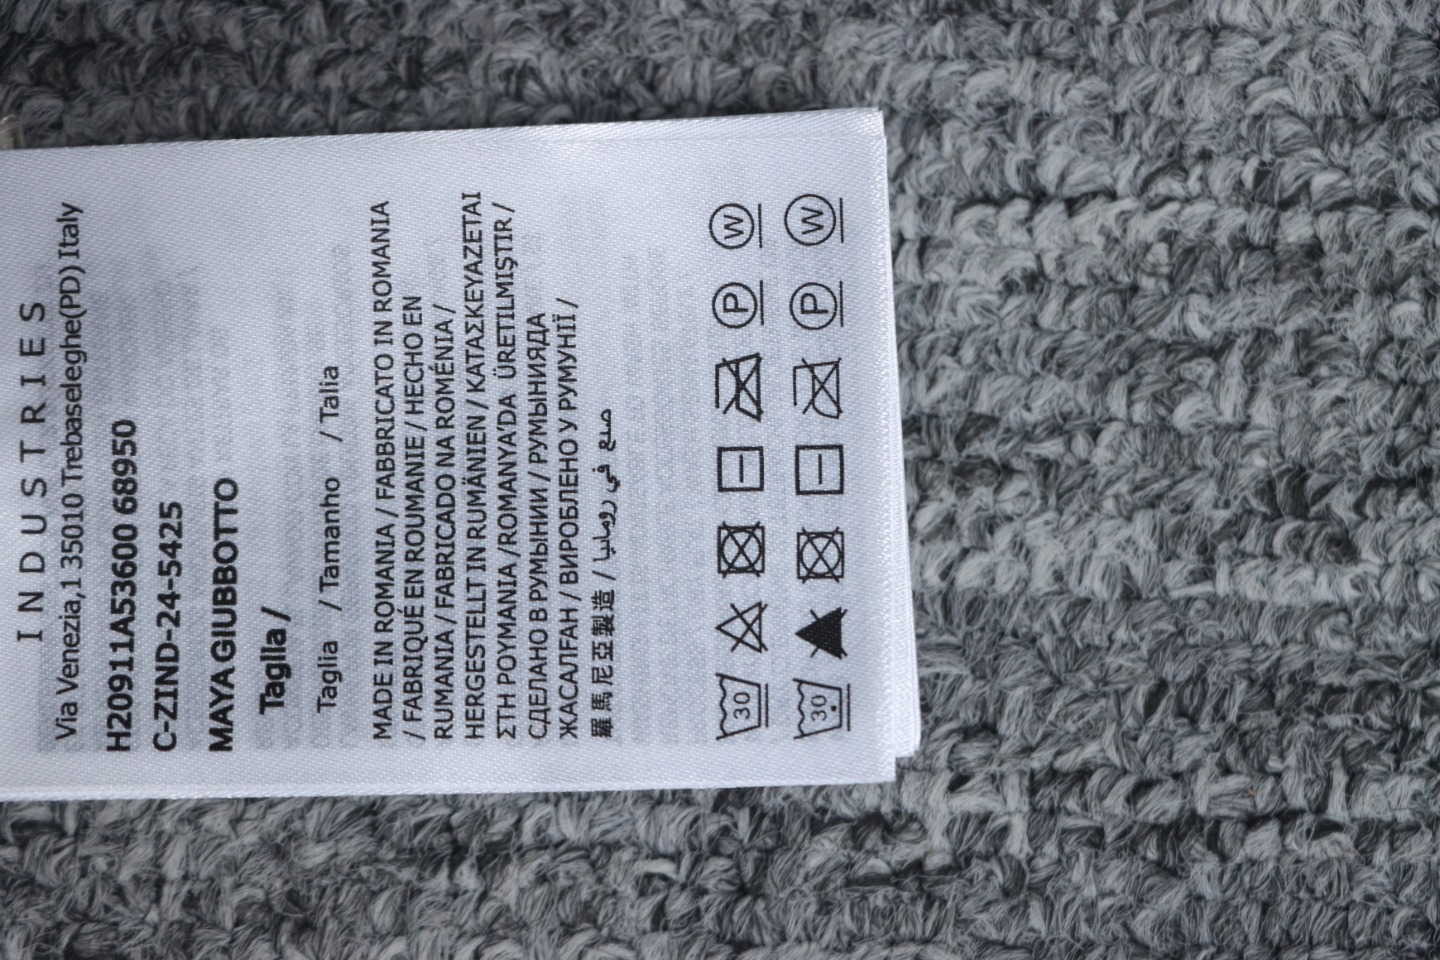 INDUSTRIES
Via Venezia,1 35010 Trebaseleghe(PD) Italy
H20911A53600 68950
C-ZIND-24-5425
MAYA GIUBBOTTO
Taglia /
Taglia / Tamanho / Talia
MADE IN ROMANIA / FABBRICATO IN ROMANIA
/ FABRIQUÉ EN ROUMANIE / HECHO EN
RUMANIA / FABRICADO NA ROMÉNIA /
HERGESTELLT IN RUMÄNIEN / ΚΑΤΑΣΚΕΥΑΖΕΤΑΙ
ΣΤΗ ΡΟΥΜΑΝΙΑ /ROMANYA'DA ÜRETILMIŞTIR /
СДЕЛАНО В РУМЫНИИ / РУМЫНИЯДА
ЖАСАЛҒАН / ВИРОБЛЕНО У РУМУНІЇ /
羅馬尼亞製造 / صنع في رومانيا
30 P W
30 P W